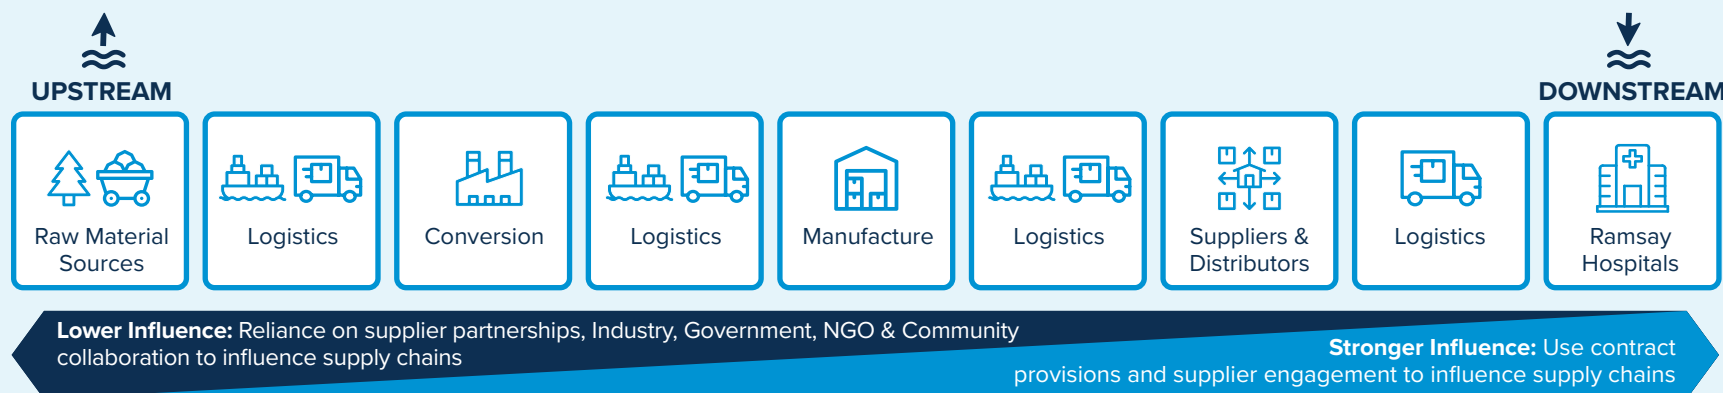 UPSTREAM
DOWNSTREAM
Raw Material
Sources
Logistics
Conversion
Logistics
Manufacture
Logistics
Suppliers &
Distributors
Logistics
Ramsay
Hospitals
Lower Influence: Reliance on supplier partnerships, Industry, Government, NGO & Community
collaboration to influence supply chains
Stronger Influence: Use contract
provisions and supplier engagement to influence supply chains